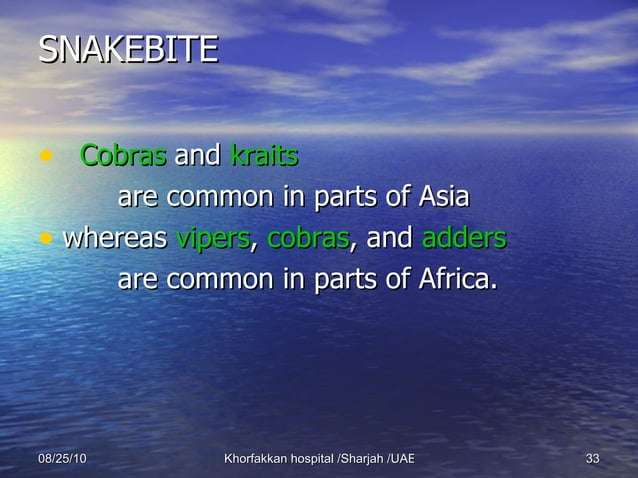 SNAKEBITE
• Cobras and kraits
are common in parts of Asia
• whereas vipers, cobras, and adders
are common in parts of Africa.
08/25/10 Khorfakkan hospital /Sharjah /UAE 33